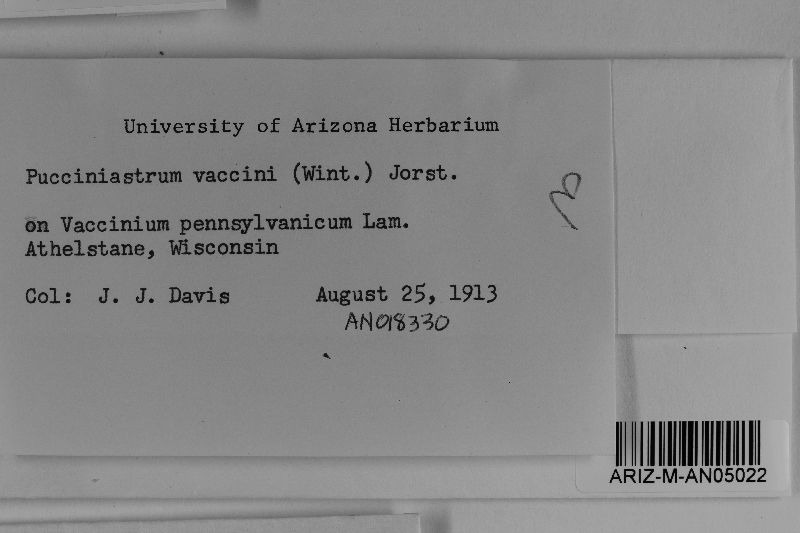 University of Arizona Herbarium
Pucciniastrum vaccini (Wint.) Jorst.
on Vaccinium pennsylvanicum Lam.
Athelstane, Wisconsin
Col: J. J. Davis August 25, 1913
AN018330
ARIZ-M-AN05022